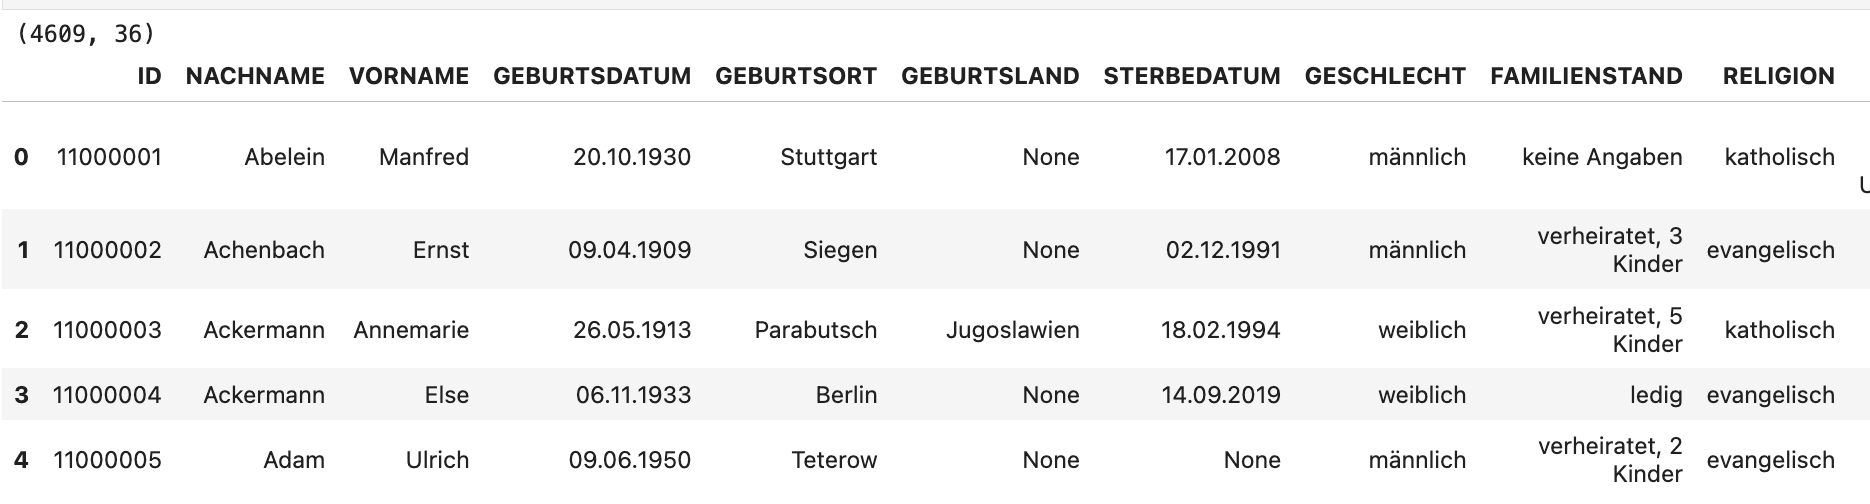 (4609, 36)
ID NACHNAME VORNAME GEBURTSDATUM GEBURTSORT GEBURTSLAND STERBEDATUM GESCHLECHT FAMILIENSTAND RELIGION
0 11000001 Abelein Manfred 20.10.1930 Stuttgart None 17.01.2008 männlich keine Angaben katholisch
U
1 11000002 Achenbach Ernst 09.04.1909 Siegen None 02.12.1991 männlich verheiratet, 3 Kinder evangelisch
2 11000003 Ackermann Annemarie 26.05.1913 Parabutsch Jugoslawien 18.02.1994 weiblich verheiratet, 5 Kinder katholisch
3 11000004 Ackermann Else 06.11.1933 Berlin None 14.09.2019 weiblich ledig evangelisch
4 11000005 Adam Ulrich 09.06.1950 Teterow None None männlich verheiratet, 2 Kinder evangelisch